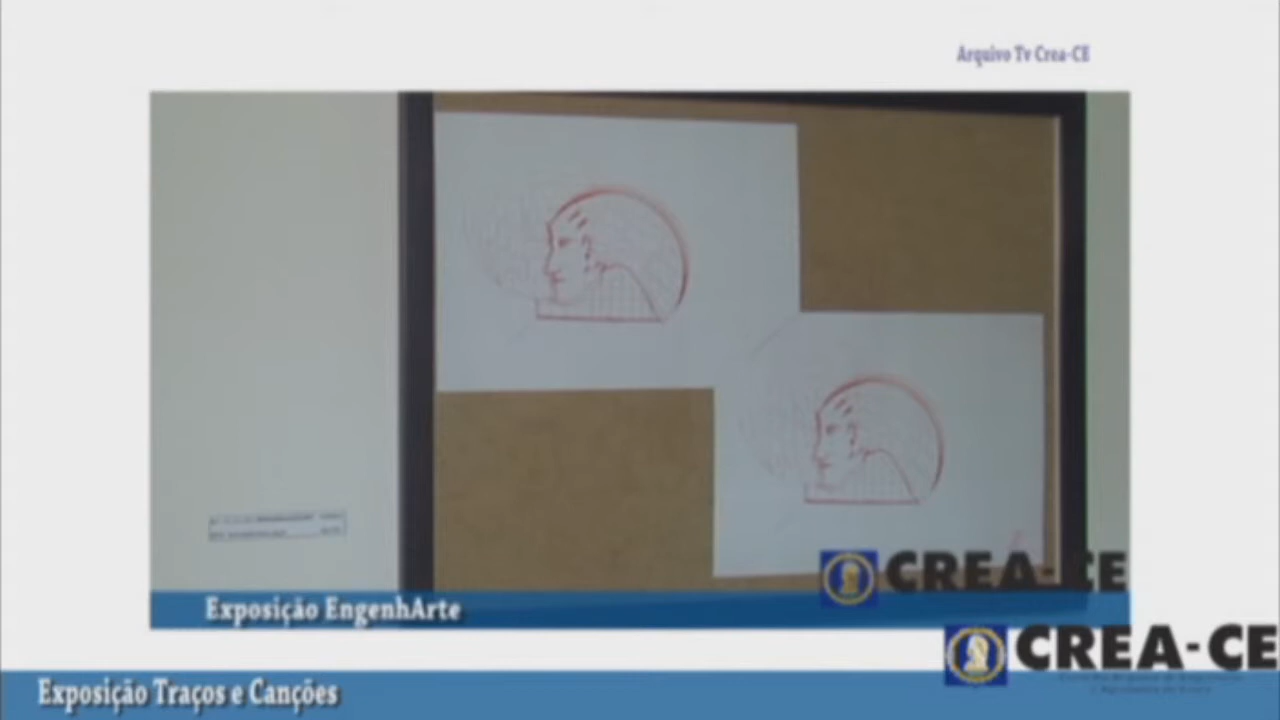 Arquivo Tv Crea-CE
CREA-CE
Exposição EngenhArte
CREA-CE
Exposição Traços e Canções